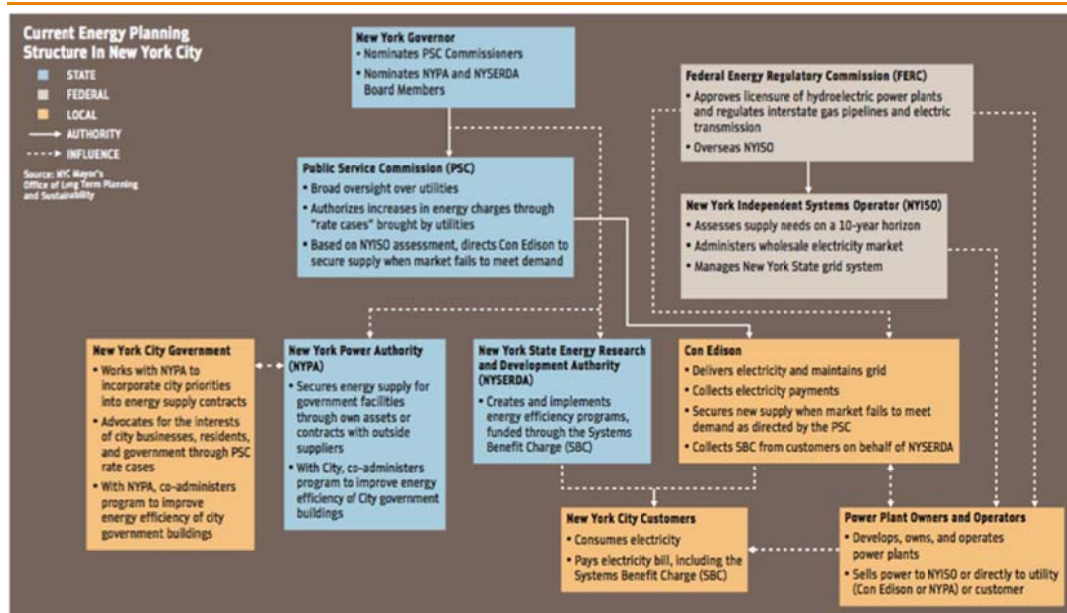 Current Energy Planning
Structure In New York City
STATE
FEDERAL
LOCAL
AUTHORITY
INFLUENCE
Source: NYC Mayor's
Office of Long Term Planning
and Sustainability
New York Governor
• Nominates PSC Commissioners
• Nominates NYPA and NYSERDA
Board Members
Federal Energy Regulatory Commission (FERC)
• Approves licensure of hydroelectric power plants
and regulates interstate gas pipelines and electric
transmission
• Overseas NYISO
Public Service Commission (PSC)
• Broad oversight over utilities
• Authorizes increases in energy charges through
"rate cases" brought by utilities
• Based on NYISO assessment, directs Con Edison to
secure supply when market fails to meet demand
New York Independent Systems Operator (NYISO)
• Assesses supply needs on a 10-year horizon
• Administers wholesale electricity market
• Manages New York State grid system
New York City Government
• Works with NYPA to
incorporate city priorities
into energy supply contracts
• Advocates for the interests
of city businesses, residents,
and government through PSC
rate cases
• With NYPA, co-administers
program to improve
energy efficiency of city
government buildings
New York Power Authority
(NYPA)
• Secures energy supply for
government facilities
through own assets or
contracts with outside
suppliers
• With City, co-administers
program to improve energy
efficiency of City government
buildings
New York State Energy Research
and Development Authority
(NYSERDA)
• Creates and implements
energy efficiency programs,
funded through the Systems
Benefit Charge (SBC)
Con Edison
• Delivers electricity and maintains grid
• Collects electricity payments
• Secures new supply when market fails to meet
demand as directed by the PSC
• Collects SBC from customers on behalf of NYSERDA
New York City Customers
• Consumes electricity
• Pays electricity bill, including the
Systems Benefit Charge (SBC)
Power Plant Owners and Operators
• Develops, owns, and operates
power plants
• Sells power to NYISO or directly to utility
(Con Edison or NYPA) or customer